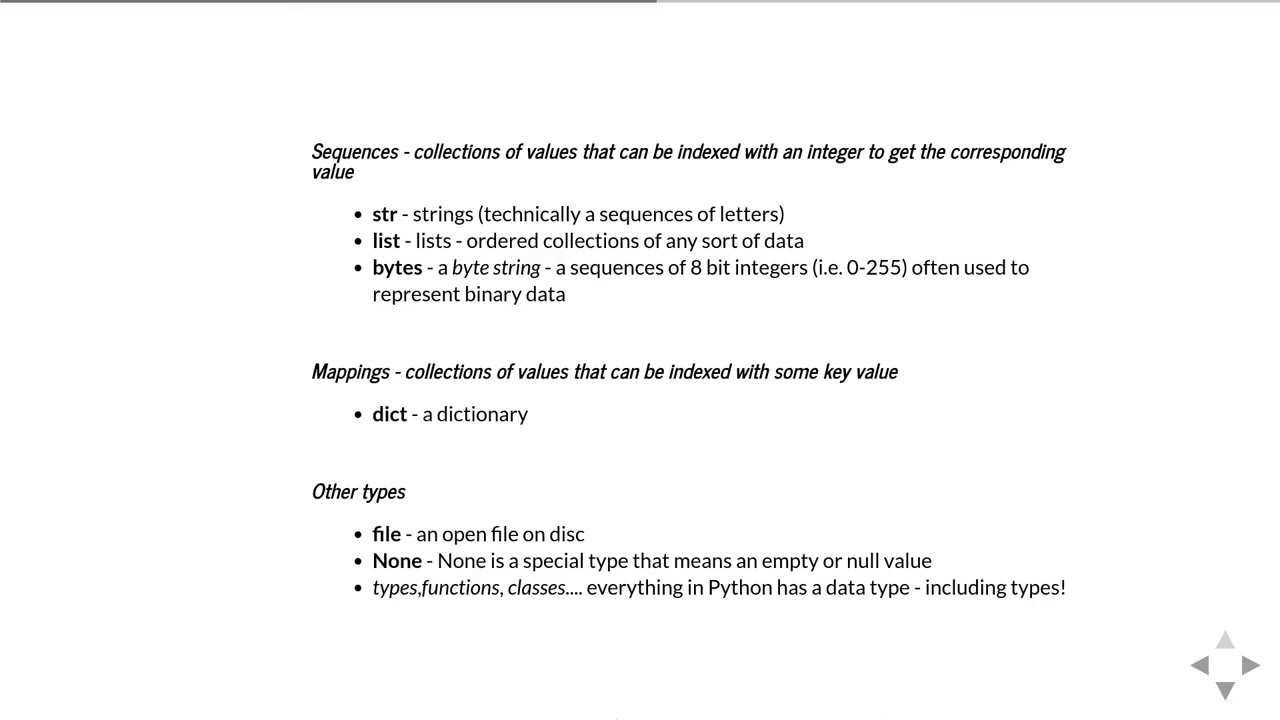 Sequences - collections of values that can be indexed with an integer to get the corresponding
value
• str - strings (technically a sequences of letters)
• list - lists - ordered collections of any sort of data
• bytes - a byte string - a sequences of 8 bit integers (i.e. 0-255) often used to
represent binary data
Mappings - collections of values that can be indexed with some key value
• dict - a dictionary
Other types
• file - an open file on disc
• None - None is a special type that means an empty or null value
• types,functions, classes.... everything in Python has a data type - including types!